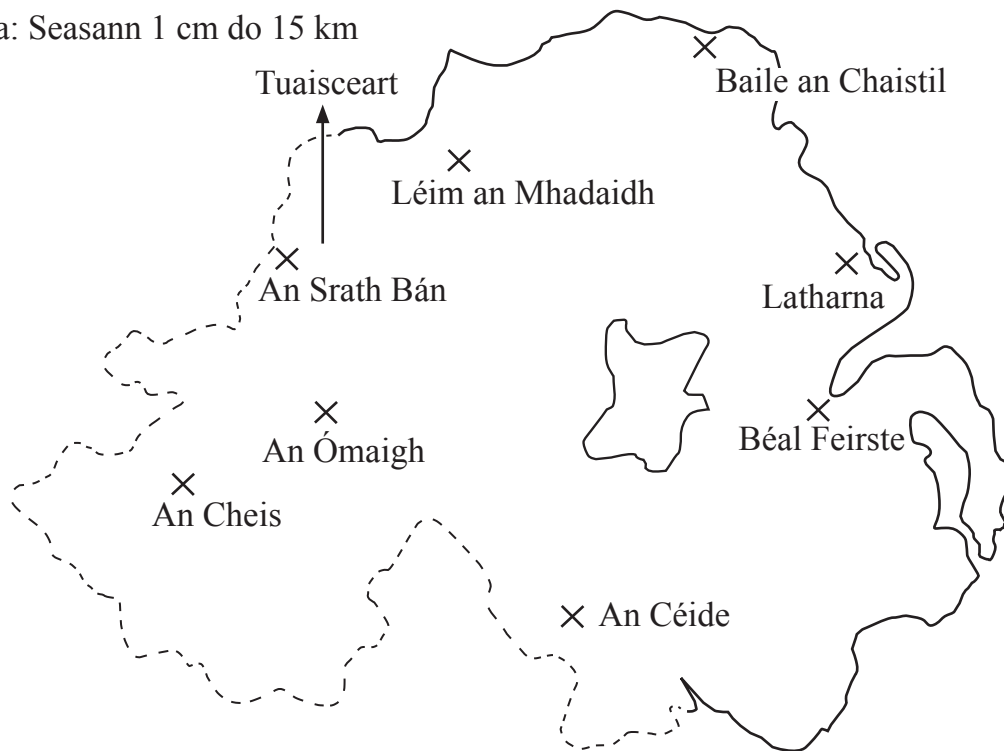 a: Seasann 1 cm do 15 km
Tuaisceart
Baile an Chaistil
Léim an Mhadaidh
An Srath Bán
Latharna
An Ómaigh
Béal Feirste
An Cheis
An Céide